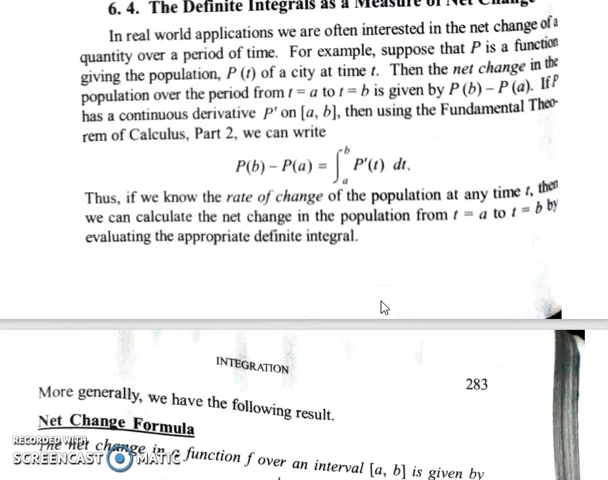 6. 4. The Definite Integrals as a Measure of Net Change
In real world applications we are often interested in the net change of a
quantity over a period of time. For example, suppose that P is a function
giving the population, P (t) of a city at time t. Then the net change in the
population over the period from t = a to t = b is given by P (b) – P (a). If P
has a continuous derivative P' on [a, b], then using the Fundamental Theo-
rem of Calculus, Part 2, we can write
P(b) – P(a) = ∫_a^b P'(t) dt.
Thus, if we know the rate of change of the population at any time t, then
we can calculate the net change in the population from t = a to t = b by
evaluating the appropriate definite integral.
INTEGRATION
283
More generally, we have the following result.
Net Change Formula
The net change in a function f over an interval [a, b] is given by
RECORDED WITH
SCREENCAST MATIC